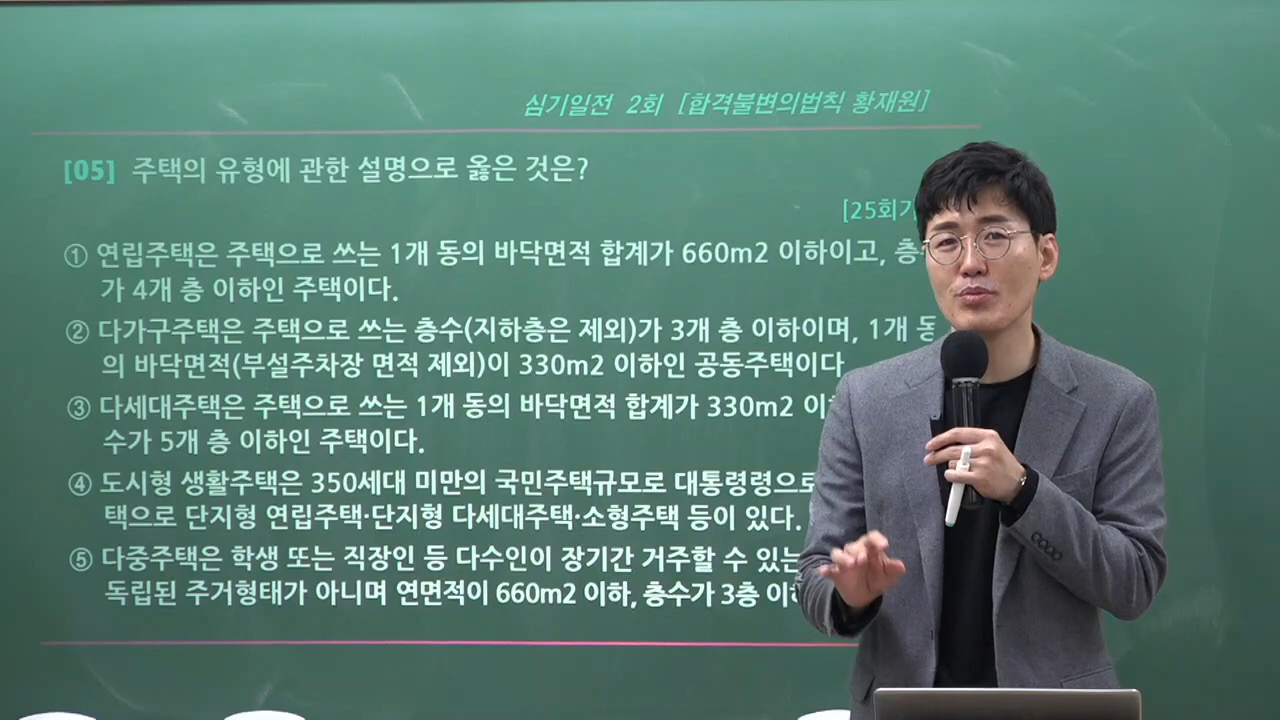 심기일전 2회 [합격불변의법칙 황재원]
[05] 주택의 유형에 관한 설명으로 옳은 것은?
[25회기
① 연립주택은 주택으로 쓰는 1개 동의 바닥면적 합계가 660m2 이하이고, 층
가 4개 층 이하인 주택이다.
② 다가구주택은 주택으로 쓰는 층수(지하층은 제외)가 3개 층 이하이며, 1개 동
의 바닥면적(부설주차장 면적 제외)이 330m2 이하인 공동주택이다
③ 다세대주택은 주택으로 쓰는 1개 동의 바닥면적 합계가 330m2 이
수가 5개 층 이하인 주택이다.
④ 도시형 생활주택은 350세대 미만의 국민주택규모로 대통령령으로
택으로 단지형 연립주택·단지형 다세대주택·소형주택 등이 있다.
⑤ 다중주택은 학생 또는 직장인 등 다수인이 장기간 거주할 수 있는
독립된 주거형태가 아니며 연면적이 660m2 이하, 층수가 3층 이